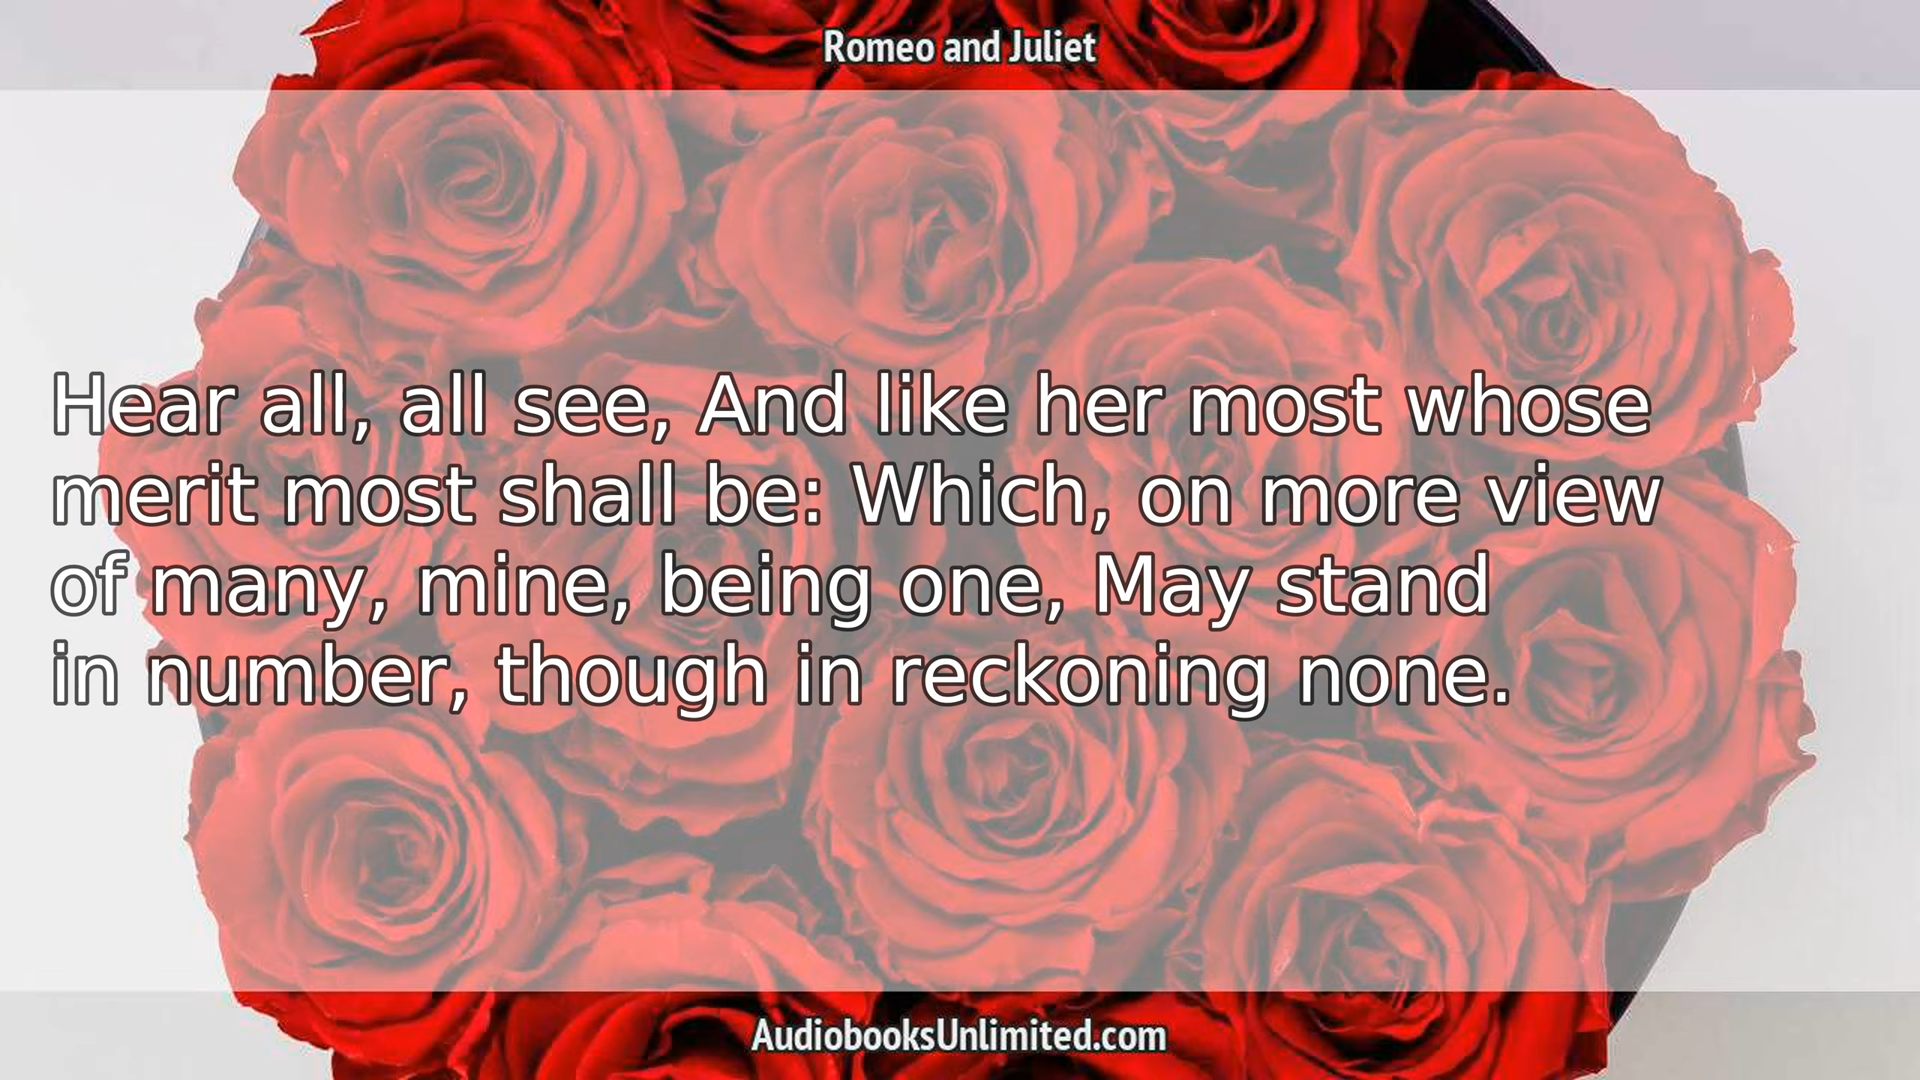 Romeo and Juliet
Hear all, all see, And like her most whose
merit most shall be: Which, on more view
of many, mine, being one, May stand
in number, though in reckoning none.
AudiobooksUnlimited.com